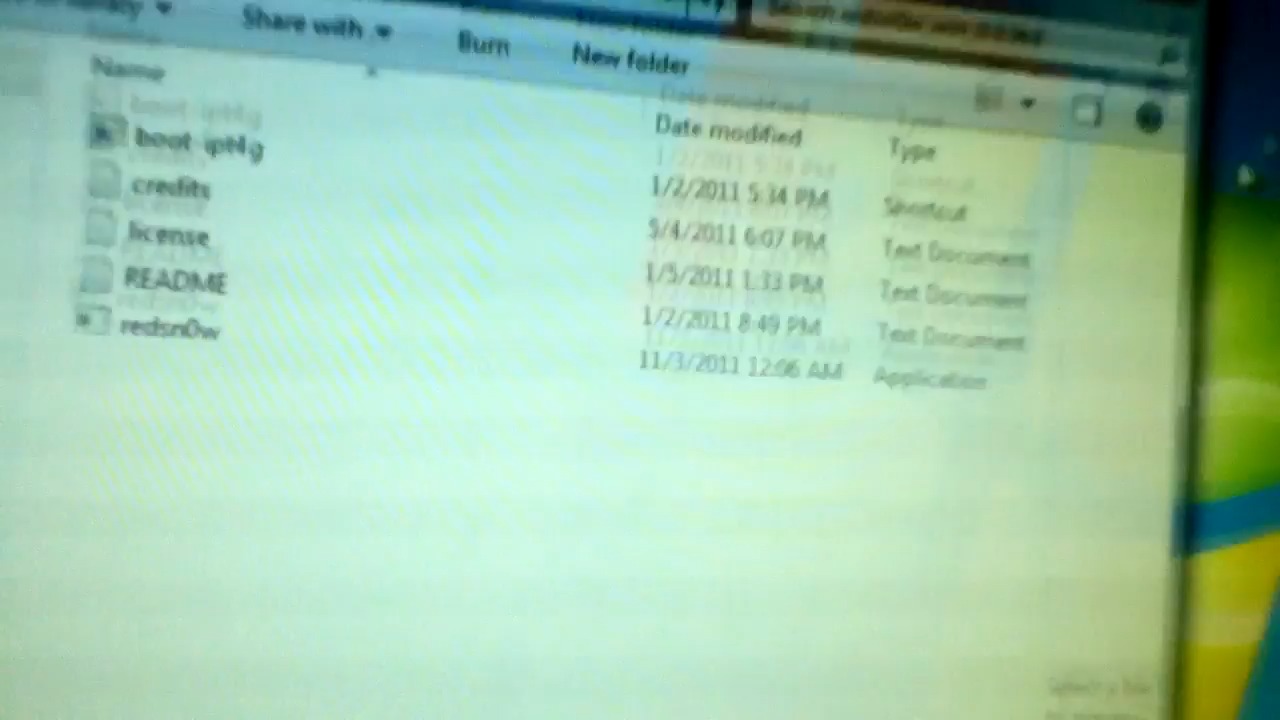 Share with
Burn
New folder
Name
Date modified
Type
boot-ipt4g
1/2/2011 5:34 PM
Shortcut
credits
5/4/2011 6:07 PM
Text Document
license
1/5/2011 1:33 PM
Text Document
README
1/2/2011 8:49 PM
Text Document
redsn0w
11/3/2011 12:06 AM
Application